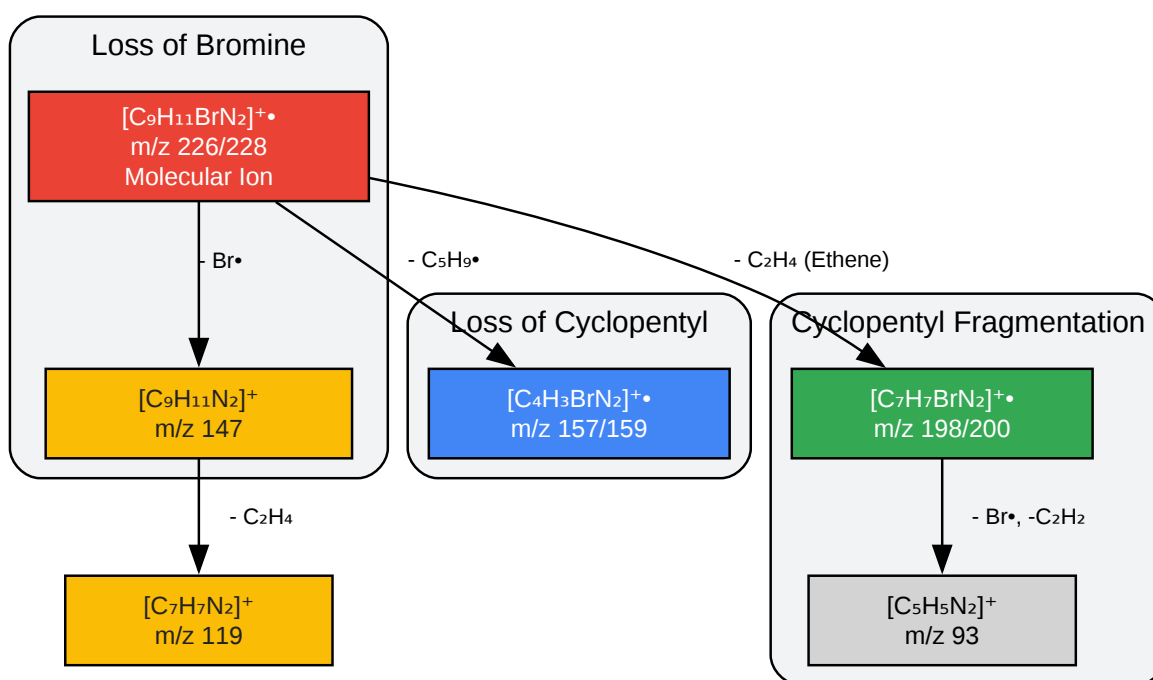 Loss of Bromine
[C₉H₁₁BrN₂]⁺•
m/z 226/228
Molecular Ion
- Br•
- C₅H₉•
- C₂H₄ (Ethene)
Loss of Cyclopentyl
Cyclopentyl Fragmentation
[C₉H₁₁N₂]⁺
m/z 147
[C₄H₃BrN₂]⁺•
m/z 157/159
[C₇H₇BrN₂]⁺•
m/z 198/200
- C₂H₄
- Br•, -C₂H₂
[C₇H₇N₂]⁺
m/z 119
[C₅H₅N₂]⁺
m/z 93